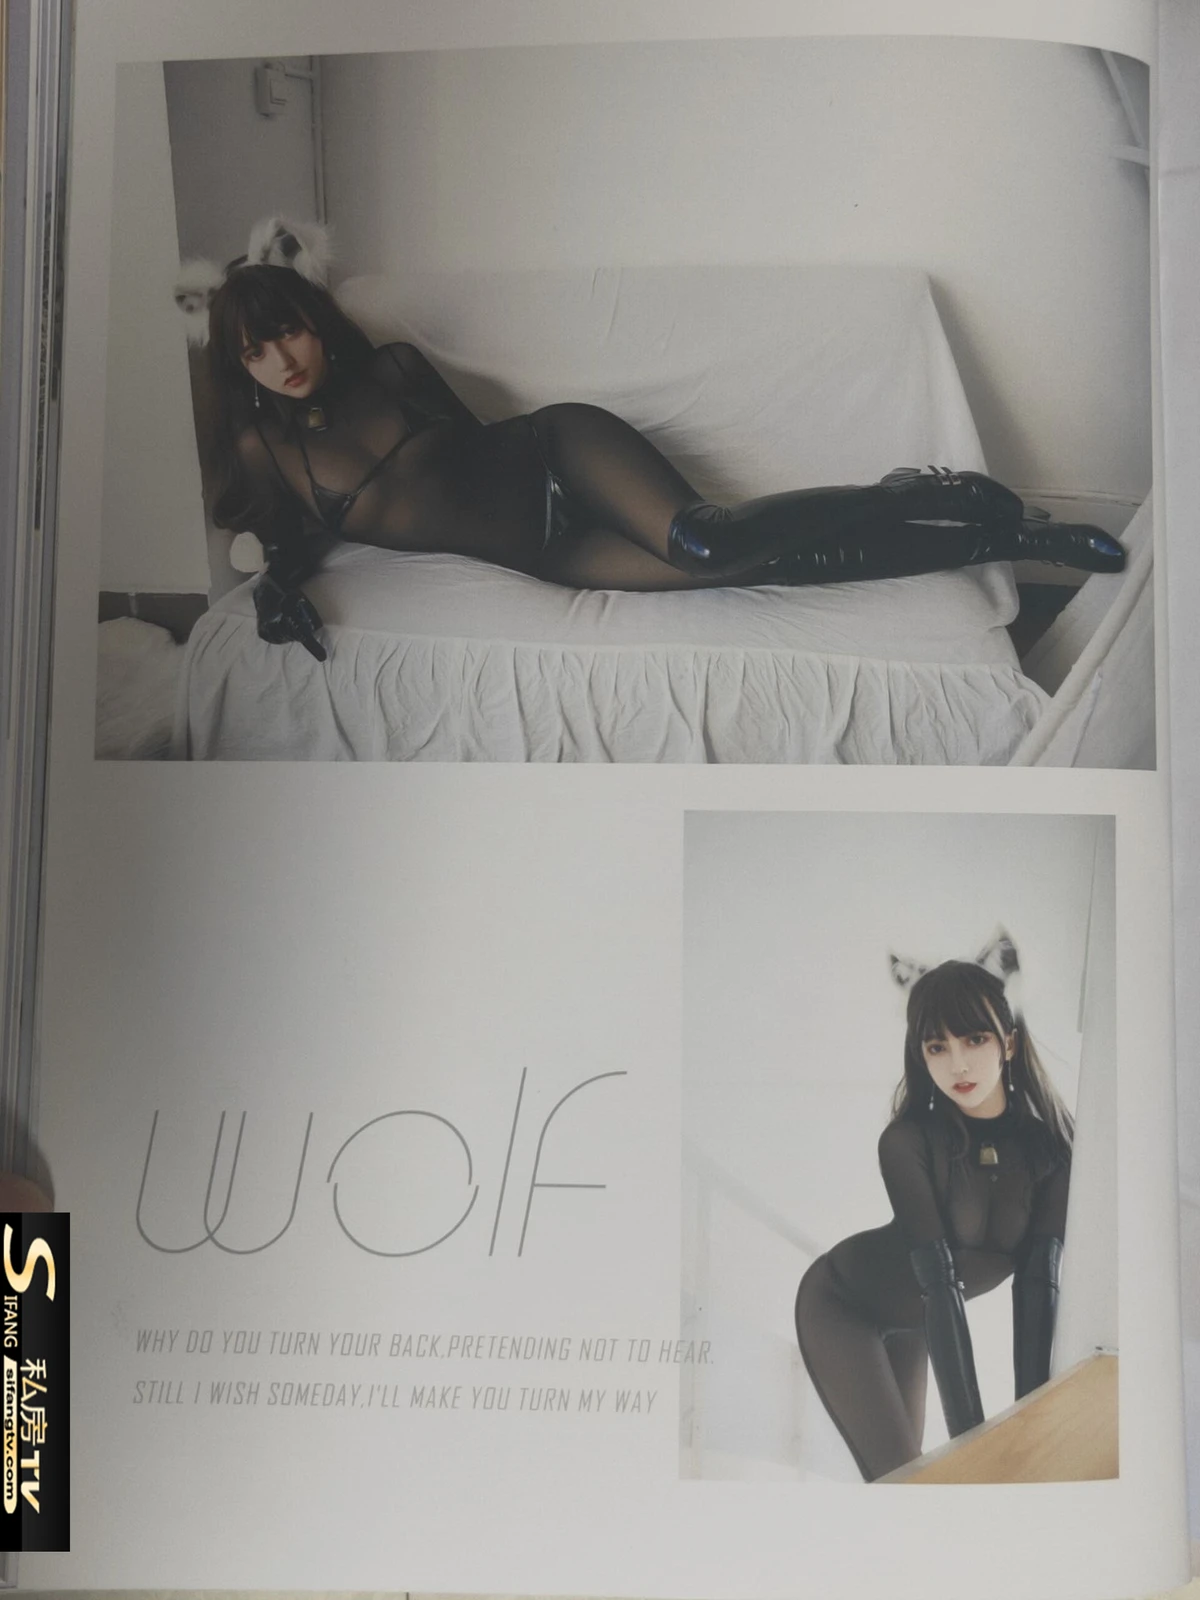 wolf
WHY DO YOU TURN YOUR BACK.PRETENDING NOT TO HEAR.
STILL I WISH SOMEDAY,I'LL MAKE YOU TURN MY WAY
SIFANG
私房TV
sifangtv.com